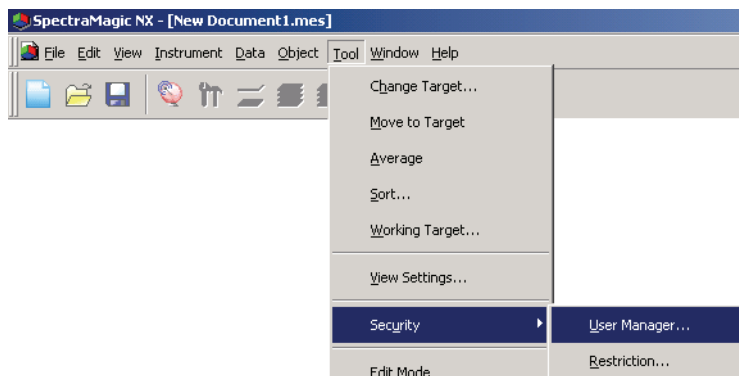 SpectraMagic NX - [New Document1.mes]
File Edit View Instrument Data Object Tool Window Help
Change Target...
Move to Target
Average
Sort...
Working Target...
View Settings...
Security
User Manager...
Restriction...
Edit Mode